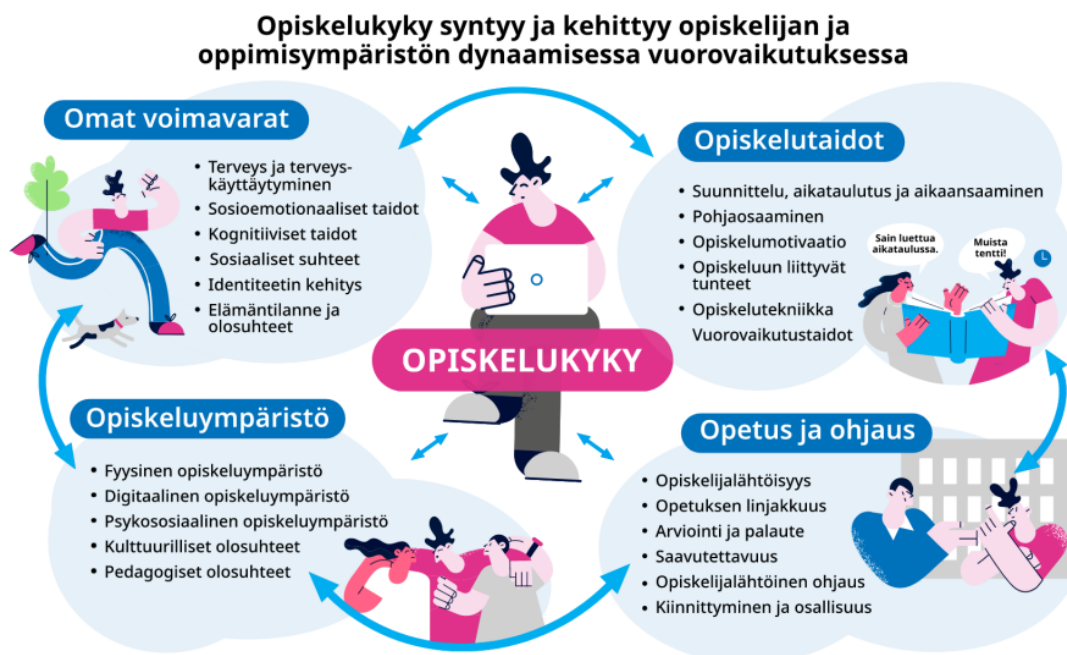 Opiskelukyky syntyy ja kehittyy opiskelijan ja
oppimisympäristön dynaamisessa vuorovaikutuksessa
Omat voimavarat
• Terveys ja terveys-
käyttäytyminen
• Sosioemotionaaliset taidot
• Kognitiiviset taidot
• Sosiaaliset suhteet
• Identiteetin kehitys
• Elämäntilanne ja
olosuhteet
Opiskelutaidot
• Suunnittelu, aikataulutus ja aikaansaaminen
• Pohjaosaaminen
• Opiskelumotivaatio
• Opiskeluun liittyvät
tunteet
• Opiskelutekniikka
Vuorovaikutustaidot
Sain luettua
aikataulussa.
Muista
tentti!
OPISKELUKYKY
Opiskeluympäristö
• Fyysinen opiskeluympäristö
• Digitaalinen opiskeluympäristö
• Psykososiaalinen opiskeluympäristö
• Kulttuurilliset olosuhteet
• Pedagogiset olosuhteet
Opetus ja ohjaus
• Opiskelijalähtöisyys
• Opetuksen linjakkuus
• Arviointi ja palaute
• Saavutettavuus
• Opiskelijalähtöinen ohjaus
• Kiinnittyminen ja osallisuus